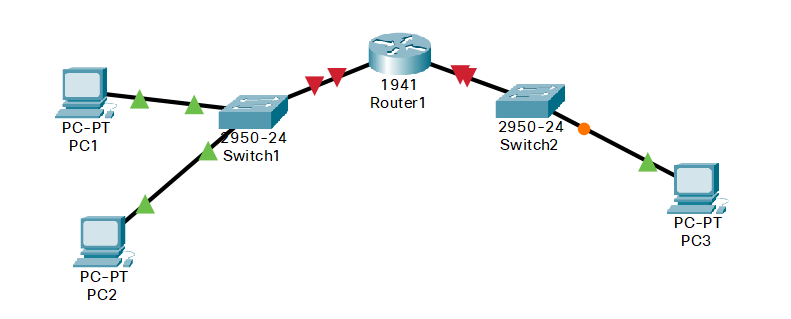 PC-PT
PC1
2950-24
Switch1
1941
Router1
2950-24
Switch2
PC-PT
PC2
PC-PT
PC3